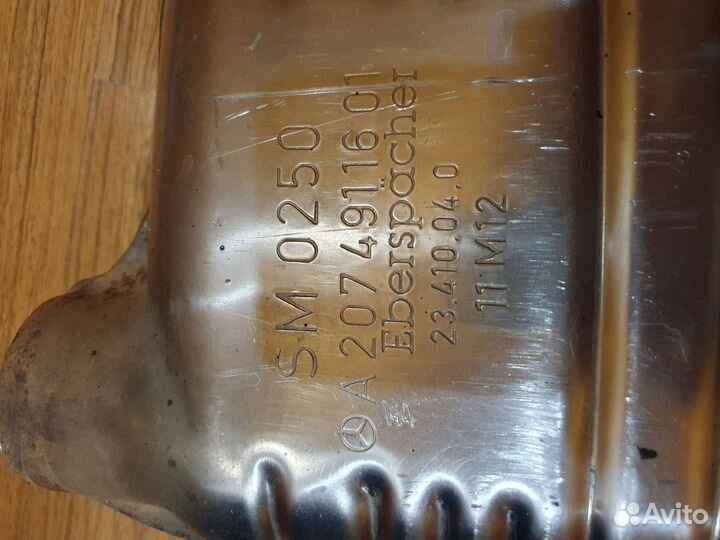 SM 0250
A 207 491 16 01
Eberspächer
23.410.04.0
11 M12
Avito